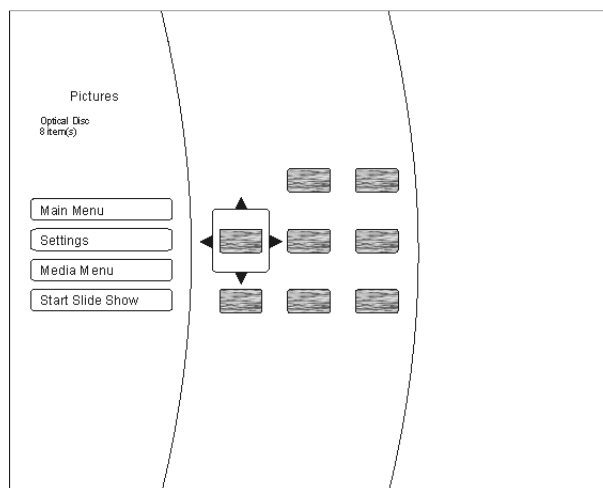 Pictures
Optical Disc
8 item(s)
Main Menu
Settings
Media Menu
Start Slide Show